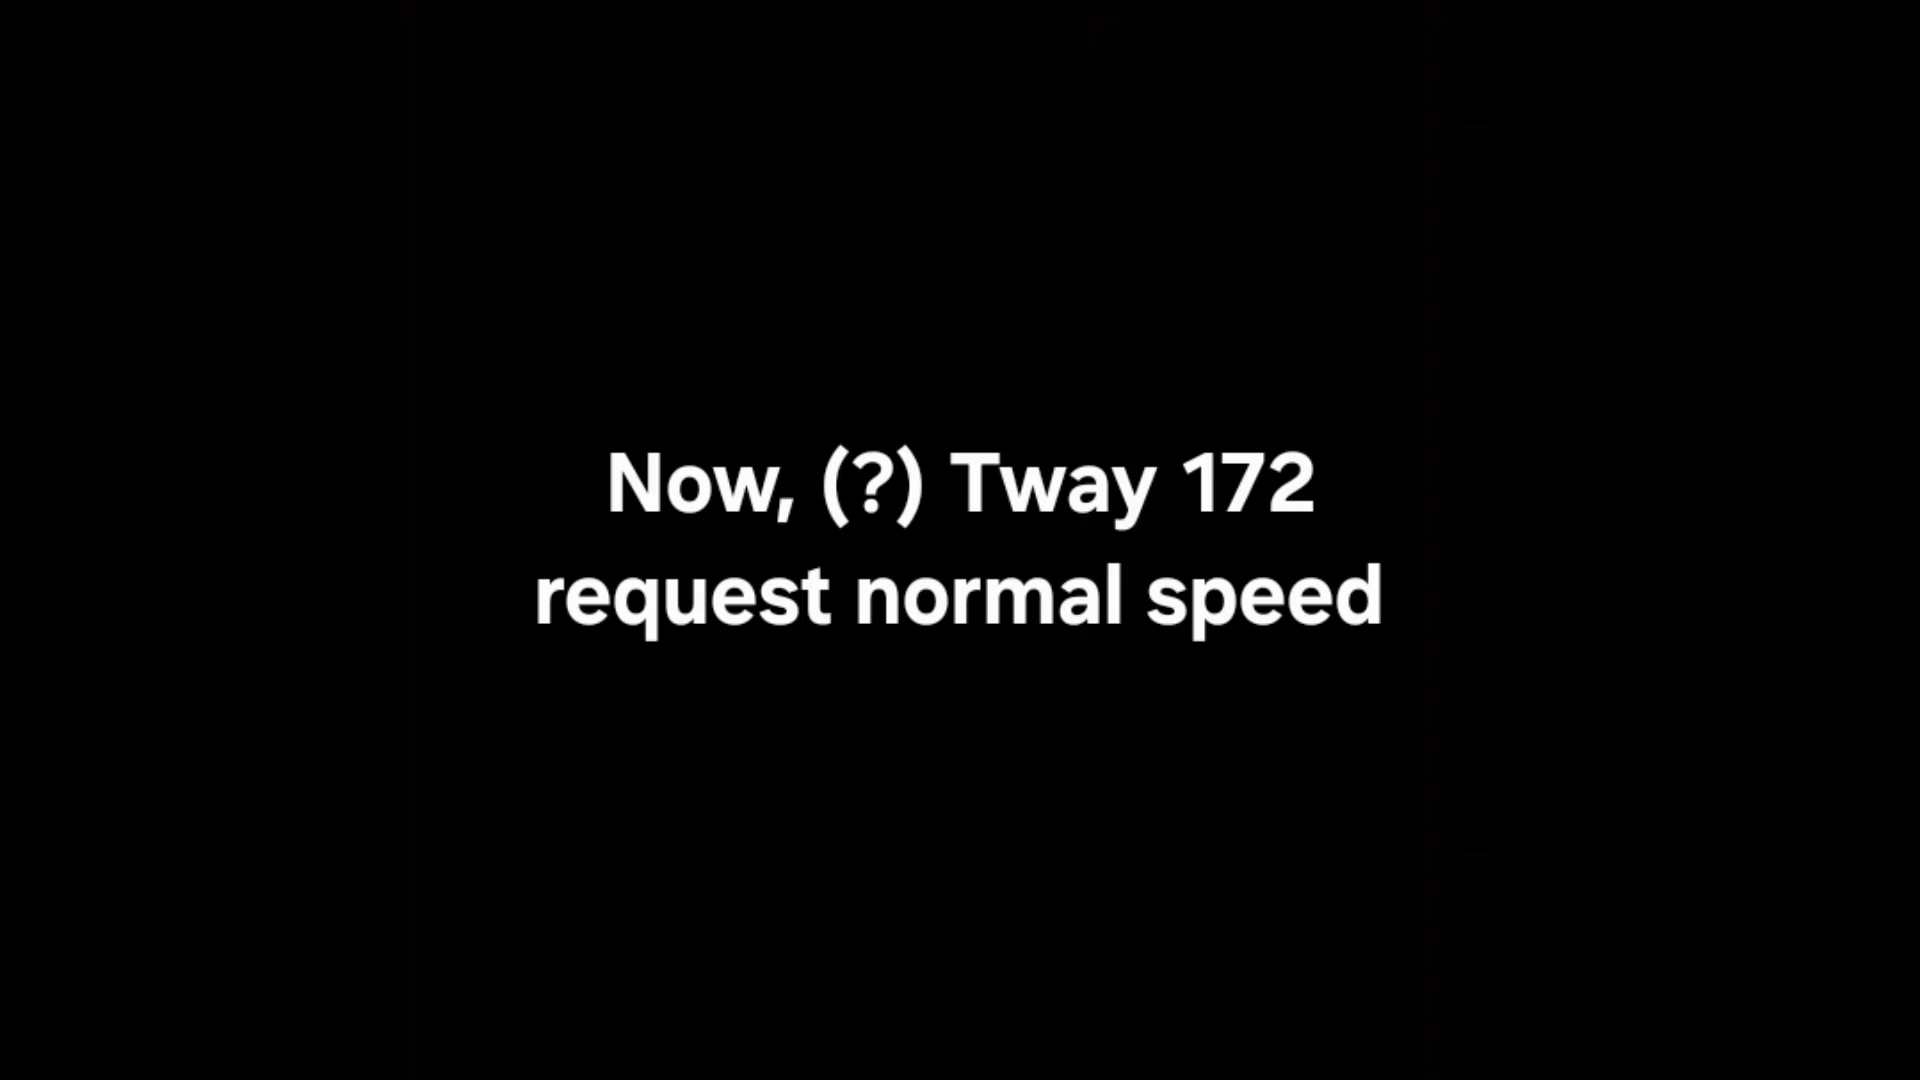 Now, (?) Tway 172
request normal speed